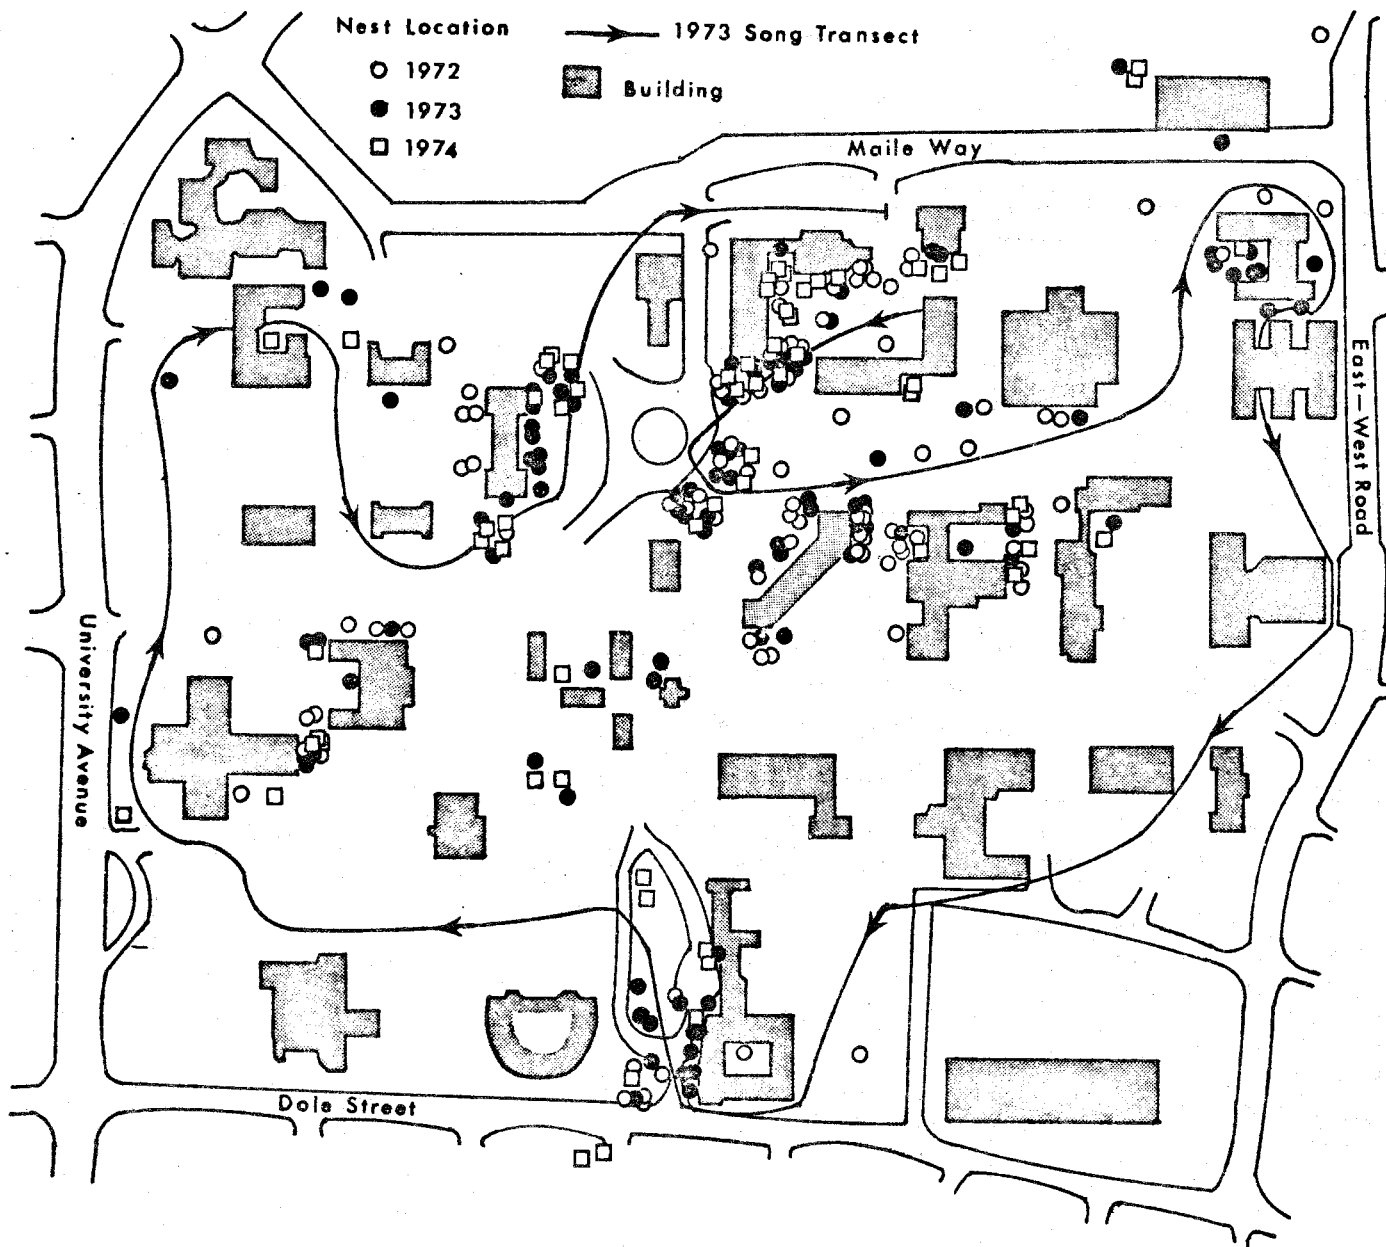 Nest Location
1972
1973
1974
1973 Song Transect
Building
Maile Way
East-West Road
University Avenue
Dole Street